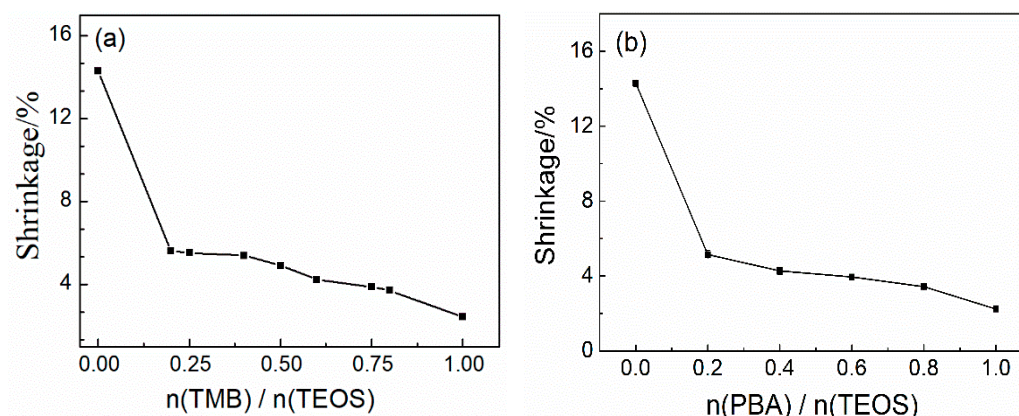 (a)
16
12
8
4
Shrinkage/%
0.00 0.25 0.50 0.75 1.00
n(TMB) / n(TEOS)
(b)
16
12
8
4
0
Shrinkage/%
0.0 0.2 0.4 0.6 0.8 1.0
n(PBA) / n(TEOS)